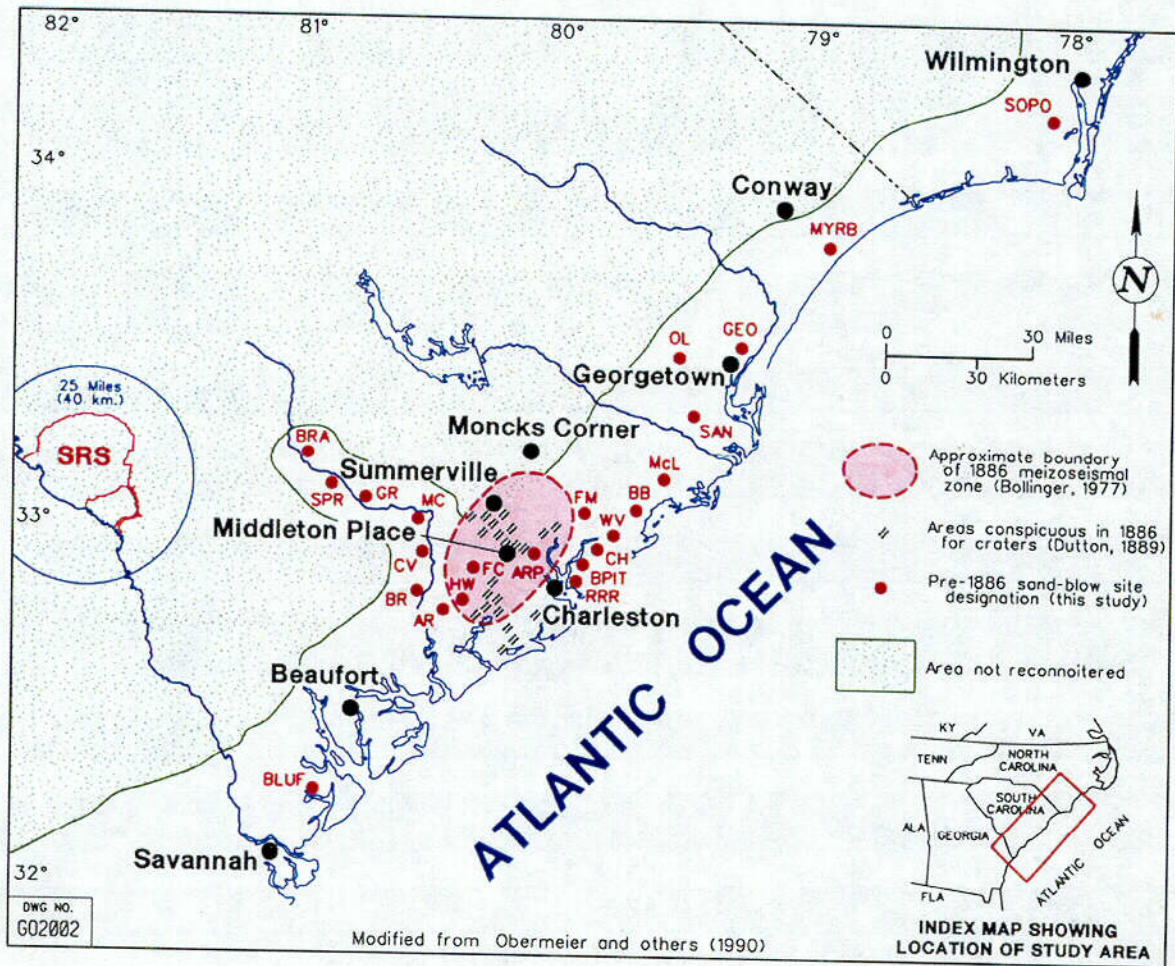 82°
81°
80°
79°
78°
Wilmington
SOPO
34°
Conway
MYRB
N
0 30 Miles
0 30 Kilometers
OL
GEO
Georgetown
SAN
25 Miles
(40 km.)
SRS
Moncks Corner
BRA
Summerville
SPR
GR
MC
McL
FM
BB
33°
Middleton Place
WV
CV
FC
ARP
CH
BPIT
BR
HW
RRR
AR
Charleston
Beaufort
BLUF
Savannah
32°
ATLANTIC OCEAN
Approximate boundary
of 1886 meizoseismal
zone (Bollinger, 1977)
Areas conspicuous in 1886
for craters (Dutton, 1889)
Pre-1886 sand-blow site
designation (this study)
Area not reconnoitered
KY
VA
TENN
NORTH
CAROLINA
SOUTH
CAROLINA
ALA
GEORGIA
FLA
ATLANTIC OCEAN
INDEX MAP SHOWING
LOCATION OF STUDY AREA
DWG NO.
G02002
Modified from Obermeier and others (1990)